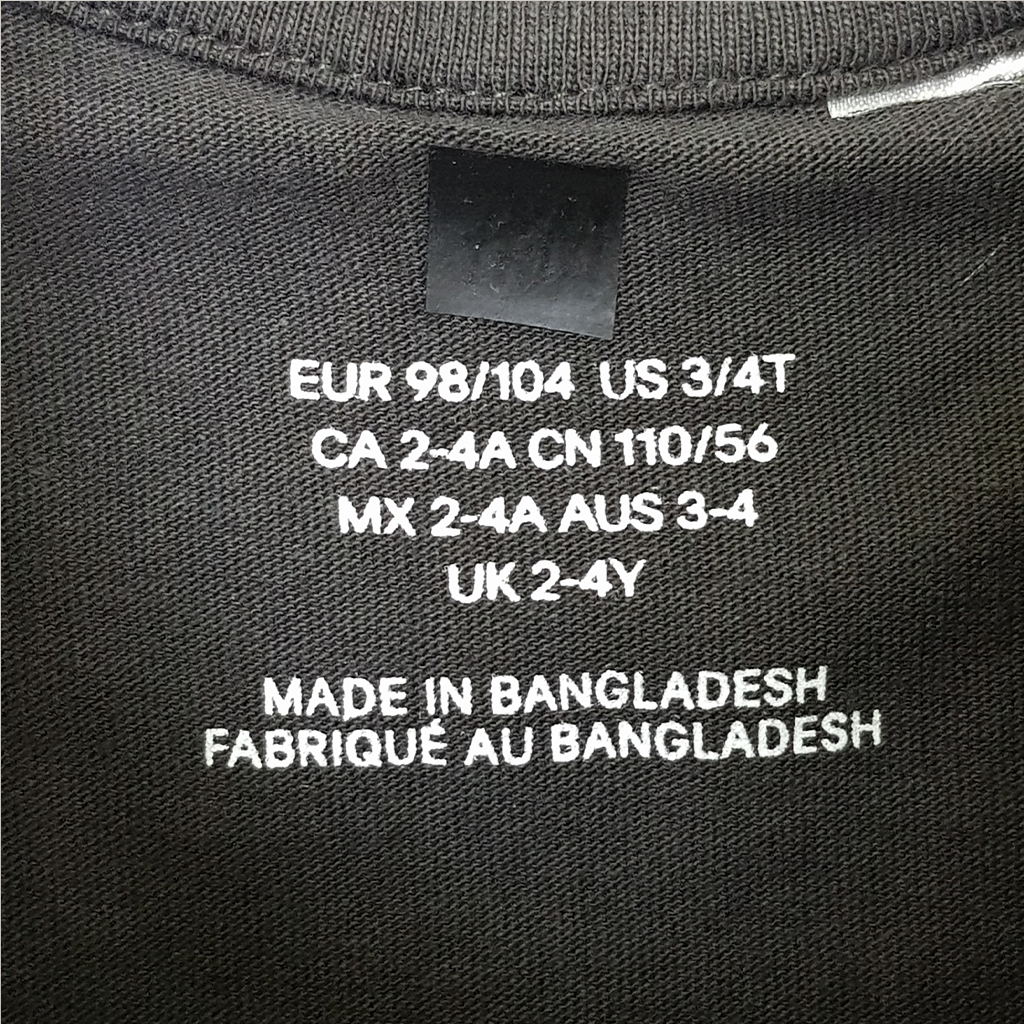 EUR 98/104 US 3/4T
CA 2-4A CN 110/56
MX 2-4A AUS 3-4
UK 2-4Y
MADE IN BANGLADESH
FABRIQUÉ AU BANGLADESH